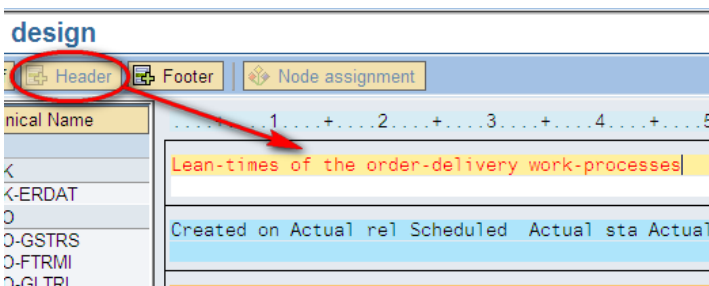 design
Header Footer Node assignment
nical Name
....+....1....+....2....+....3....+....4....+....5
Lean-times of the order-delivery work-processes
K
K-ERDAT
O
Created on Actual rel Scheduled Actual sta Actual
O-GSTRS
O-FTRMI
O-GLTRI